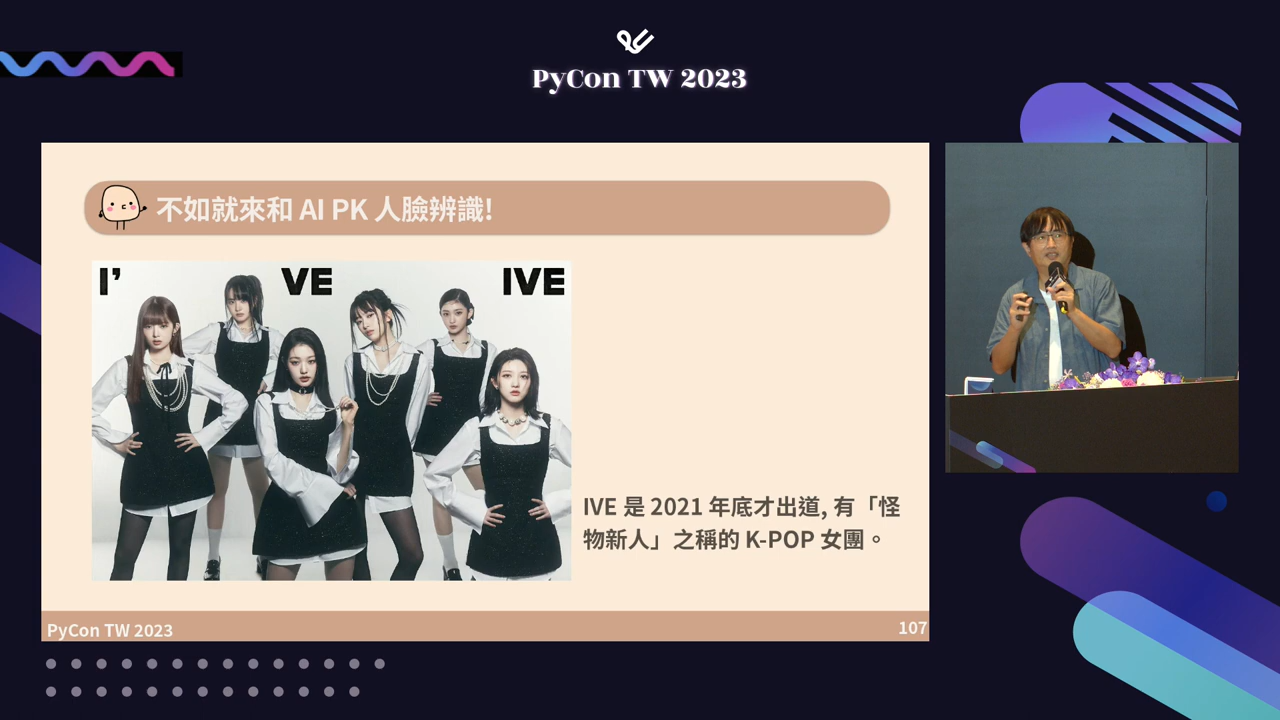 PyCon TW 2023
不如就來和 AI PK 人臉辨識!
I’ VE IVE
IVE 是 2021 年底才出道, 有「怪
物新人」之稱的 K-POP 女團。
PyCon TW 2023
107